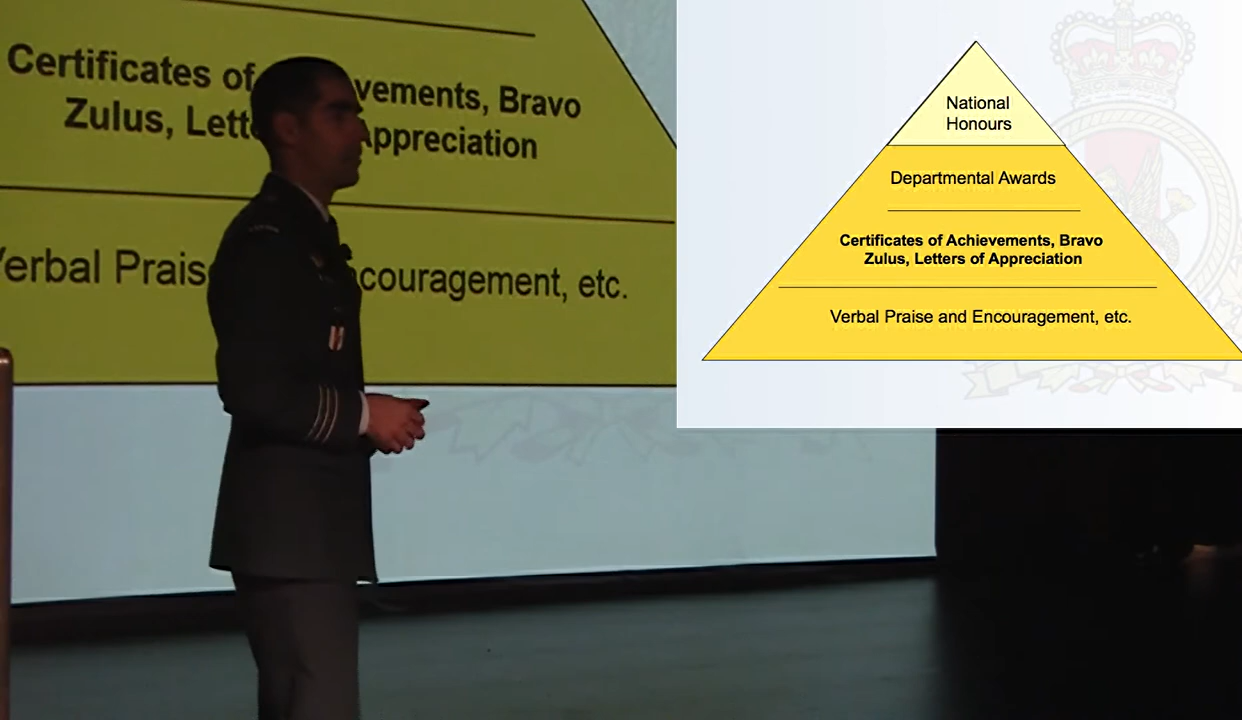 Certificates of vements, Bravo
Zulus, Lett Appreciation
erbal Prais couragement, etc.
National
Honours
Departmental Awards
Certificates of Achievements, Bravo
Zulus, Letters of Appreciation
Verbal Praise and Encouragement, etc.